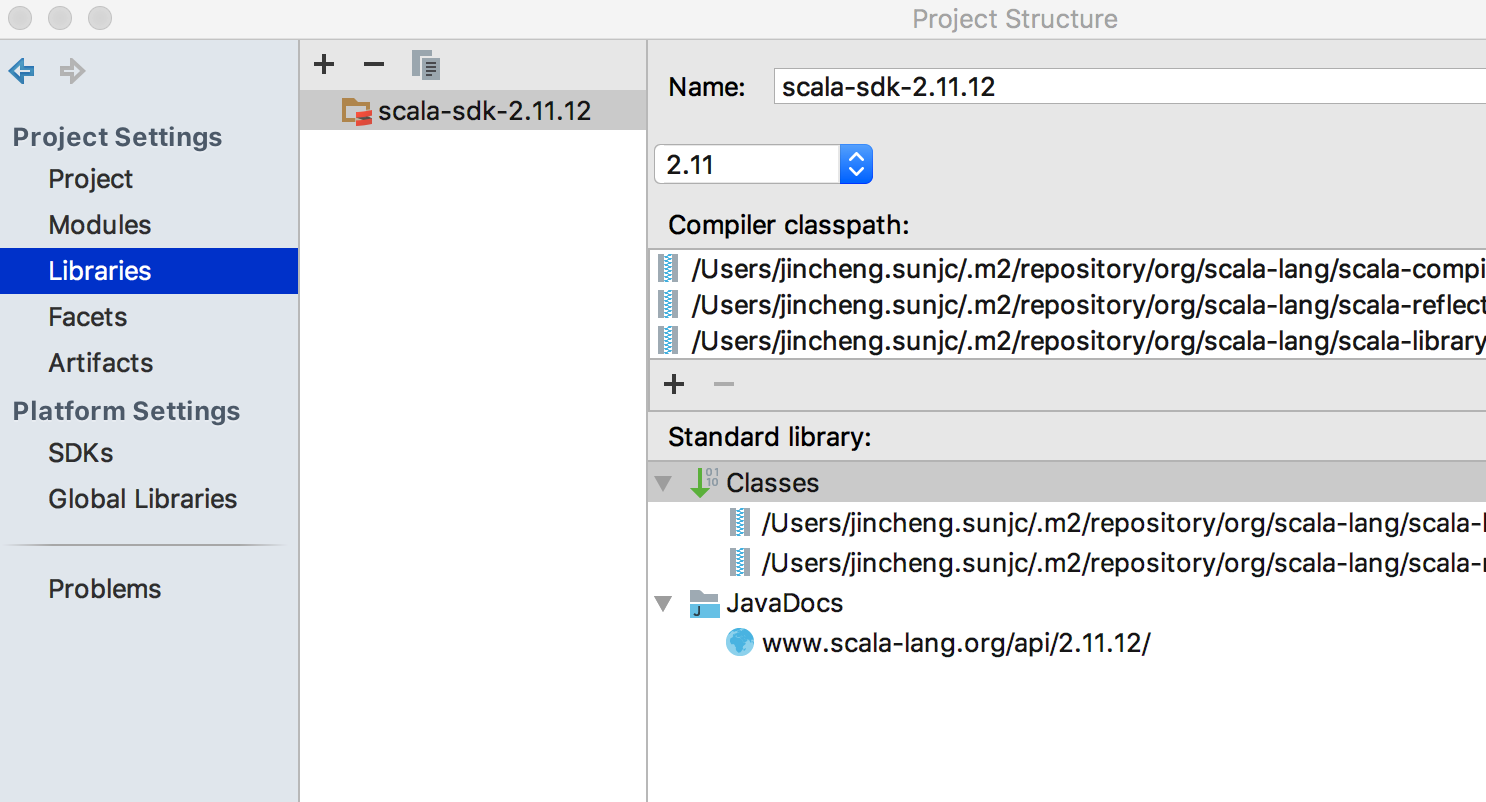 Project Structure
Project Settings
Project
Modules
Libraries
Facets
Artifacts
Platform Settings
SDKs
Global Libraries
Problems
scala-sdk-2.11.12
Name: scala-sdk-2.11.12
2.11
Compiler classpath:
/Users/jincheng.sunjc/.m2/repository/org/scala-lang/scala-compi
/Users/jincheng.sunjc/.m2/repository/org/scala-lang/scala-reflect
/Users/jincheng.sunjc/.m2/repository/org/scala-lang/scala-library
Standard library:
Classes
/Users/jincheng.sunjc/.m2/repository/org/scala-lang/scala-
/Users/jincheng.sunjc/.m2/repository/org/scala-lang/scala-
JavaDocs
www.scala-lang.org/api/2.11.12/